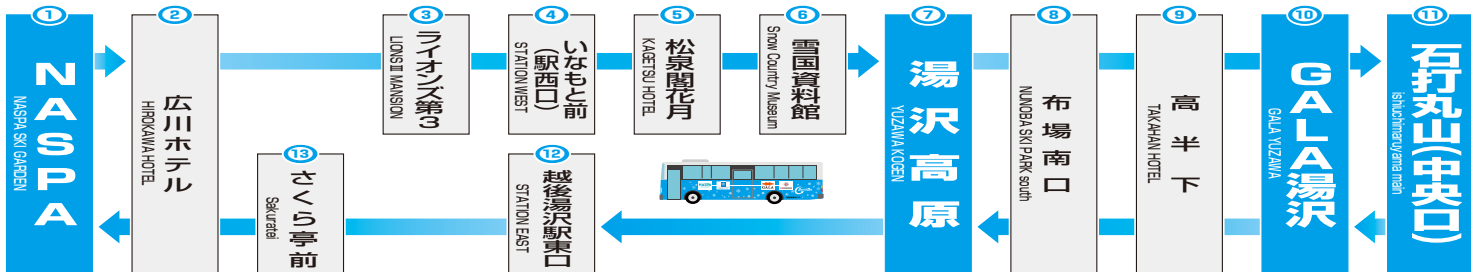 1
NASPA
NASPA SKI GARDEN
2
広川ホテル
HIROKAWA HOTEL
3
ライオンズ第3
LIONSⅢ MANSION
4
いなもと前
(駅西口)
STATION WEST
5
松泉閣花月
KAGETSU HOTEL
6
雪国資料館
Snow Country Museum
7
湯沢高原
YUZAWA KOGEN
8
布場南口
NUNOBA SKI PARK south
9
高半下
TAKAHAN HOTEL
10
GALA湯沢
GALA YUZAWA
11
石打丸山(中央口)
ishiuchimaruyama main
12
越後湯沢駅東口
STATION EAST
13
さくら亭前
Sakuratei
GALA